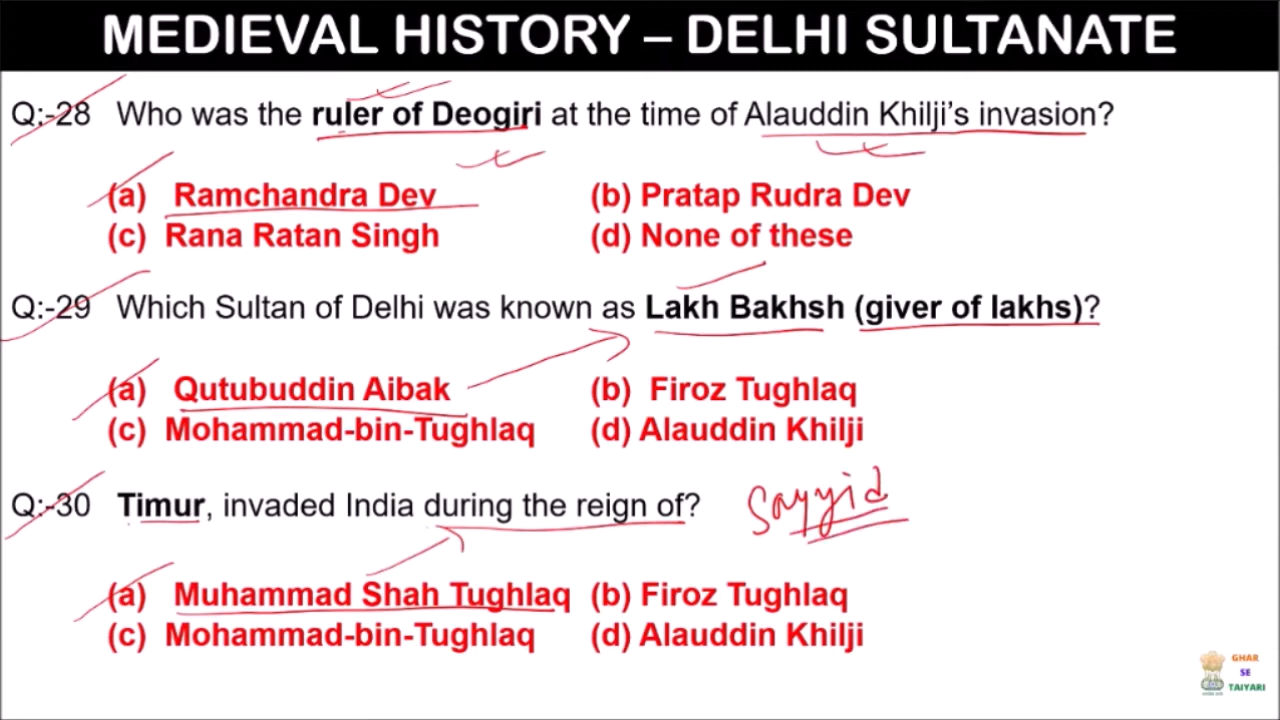 MEDIEVAL HISTORY – DELHI SULTANATE
Q:-28 Who was the ruler of Deogiri at the time of Alauddin Khilji’s invasion?
(a) Ramchandra Dev (b) Pratap Rudra Dev
(c) Rana Ratan Singh (d) None of these
Q:-29 Which Sultan of Delhi was known as Lakh Bakhsh (giver of lakhs)?
(a) Qutubuddin Aibak (b) Firoz Tughlaq
(c) Mohammad-bin-Tughlaq (d) Alauddin Khilji
Q:-30 Timur, invaded India during the reign of? Sayyid
(a) Muhammad Shah Tughlaq (b) Firoz Tughlaq
(c) Mohammad-bin-Tughlaq (d) Alauddin Khilji
GHAR
SE
TAIYARI